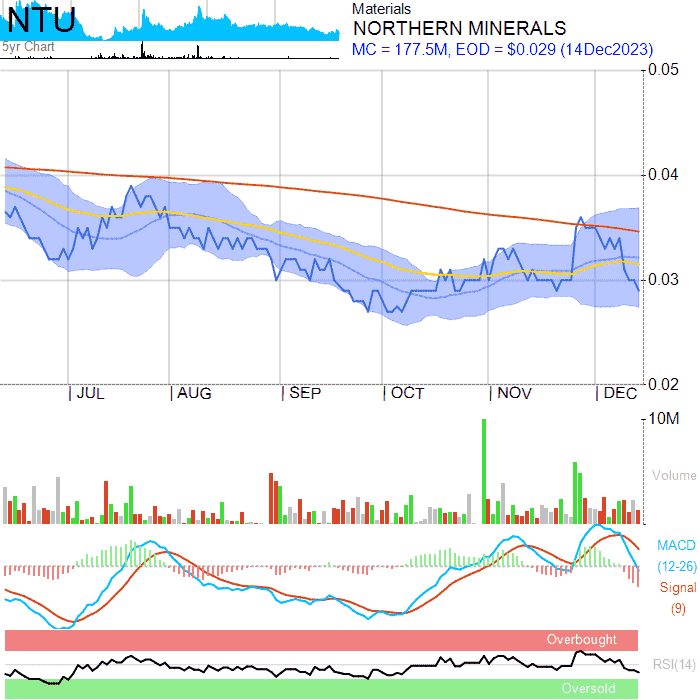 NTU
5yr Chart
Materials
NORTHERN MINERALS
MC = 177.5M, EOD = $0.029 (14Dec2023)
0.05
0.04
0.03
0.02
JUL AUG SEP OCT NOV DEC
10M
Volume
MACD
(12-26)
Signal
(9)
Overbought
RSI(14)
Oversold